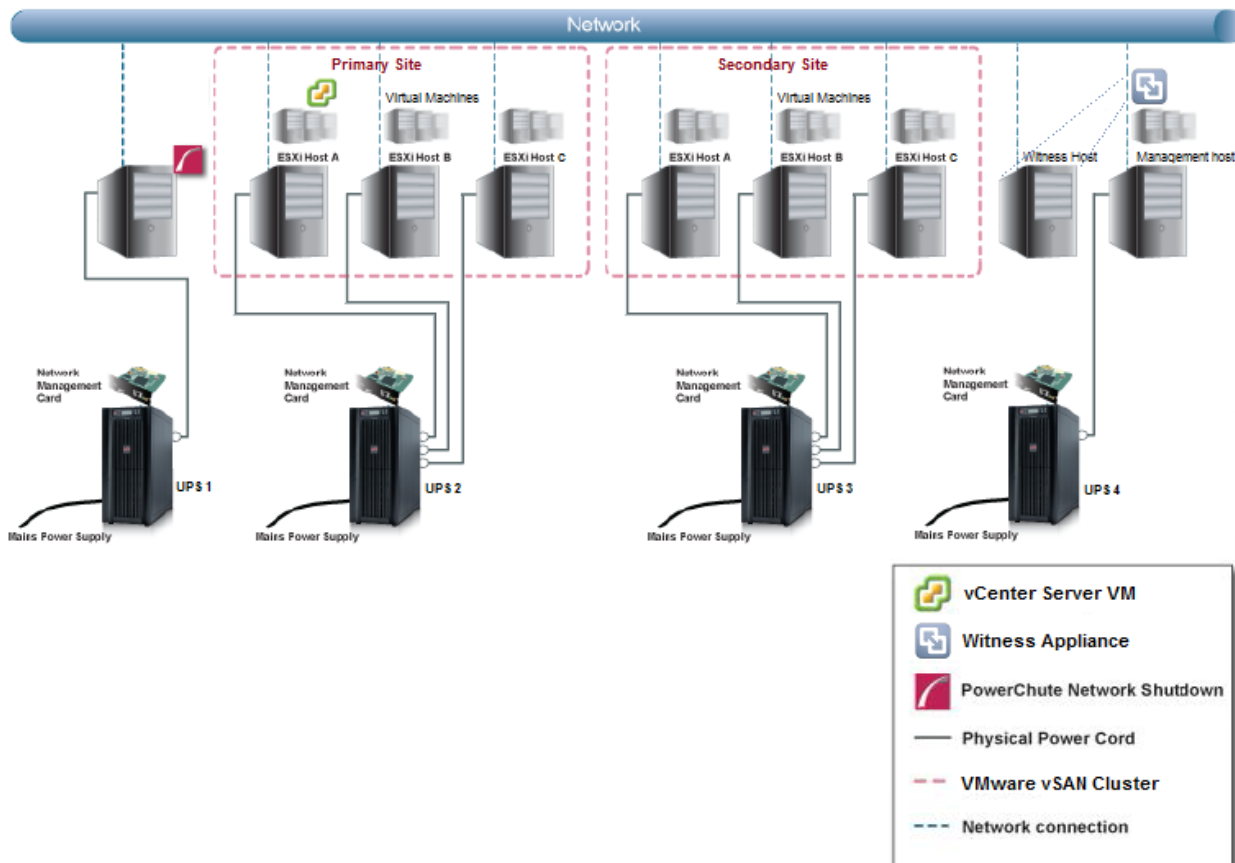 Network
Primary Site
Secondary Site
Virtual Machines
Virtual Machines
ESXi Host A
ESXi Host B
ESXi Host C
ESXi Host A
ESXi Host B
ESXi Host C
Witness Host
Management host
Network
Management
Card
Network
Management
Card
Network
Management
Card
Network
Management
Card
UPS 1
UPS 2
UPS 3
UPS 4
Mains Power Supply
Mains Power Supply
Mains Power Supply
Mains Power Supply
vCenter Server VM
Witness Appliance
PowerChute Network Shutdown
Physical Power Cord
VMware vSAN Cluster
Network connection